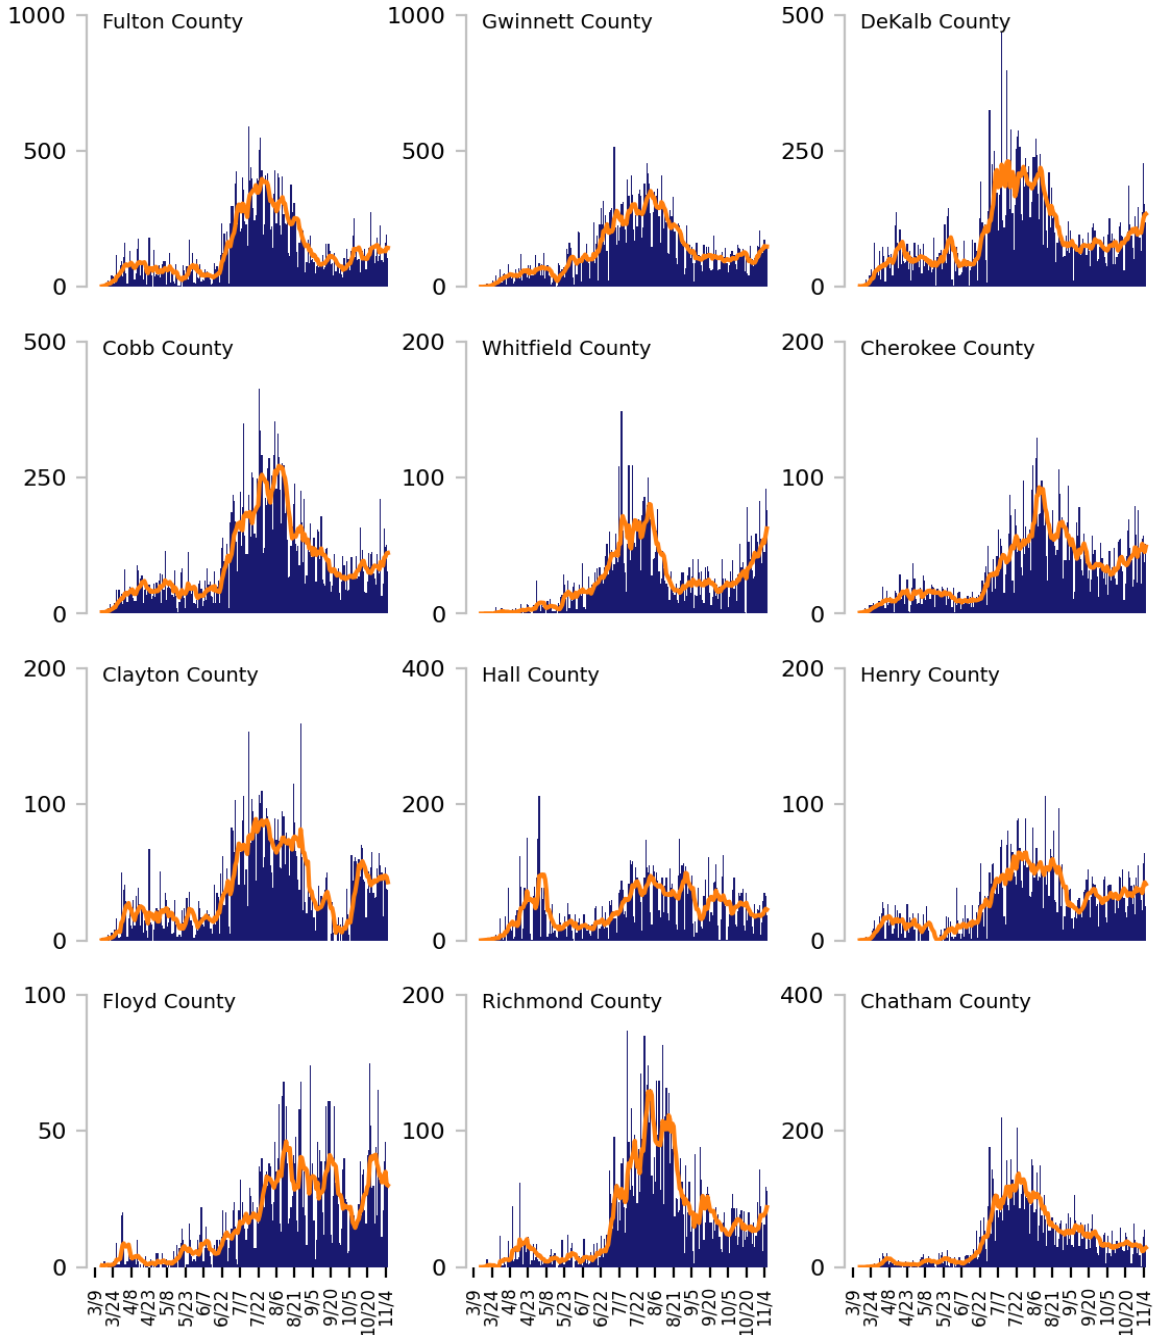 1000 Fulton County 1000 Gwinnett County 500 DeKalb County
500 500 250
0 0 0
500 Cobb County 200 Whitfield County 200 Cherokee County
250 100 100
0 0 0
200 Clayton County 400 Hall County 200 Henry County
100 200 100
0 0 0
100 Floyd County 200 Richmond County 400 Chatham County
50 100 200
0 0 0
3/9 3/24 4/8 4/23 5/8 5/23 6/7 6/22 7/7 7/22 8/6 8/21 9/5 9/20 10/5 10/20 11/4 3/9 3/24 4/8 4/23 5/8 5/23 6/7 6/22 7/7 7/22 8/6 8/21 9/5 9/20 10/5 10/20 11/4 3/9 3/24 4/8 4/23 5/8 5/23 6/7 6/22 7/7 7/22 8/6 8/21 9/5 9/20 10/5 10/20 11/4